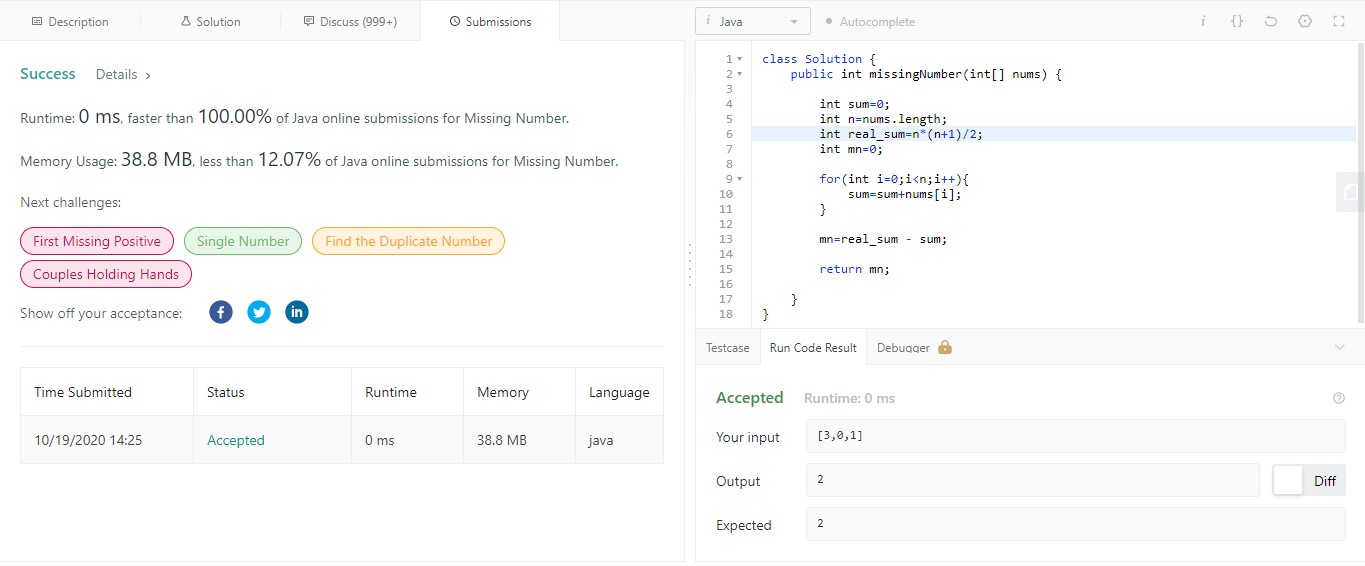 Description
Solution
Discuss (999+)
Submissions
Success
Details >
Runtime: 0 ms, faster than 100.00% of Java online submissions for Missing Number.
Memory Usage: 38.8 MB, less than 12.07% of Java online submissions for Missing Number.
Next challenges:
First Missing Positive
Single Number
Find the Duplicate Number
Couples Holding Hands
Show off your acceptance:
f
in
Time Submitted Status Runtime Memory Language
10/19/2020 14:25 Accepted 0 ms 38.8 MB java
i Java
Autocomplete
i {}
1 class Solution {
2     public int missingNumber(int[] nums) {
3
4         int sum=0;
5         int n=nums.length;
6         int real_sum=n*(n+1)/2;
7         int mn=0;
8
9         for(int i=0;i<n;i++){
10             sum=sum+nums[i];
11         }
12
13         mn=real_sum - sum;
14
15         return mn;
16
17     }
18 }
Testcase
Run Code Result
Debugger
Accepted Runtime: 0 ms
?
Your input [3,0,1]
Output 2
Diff
Expected 2